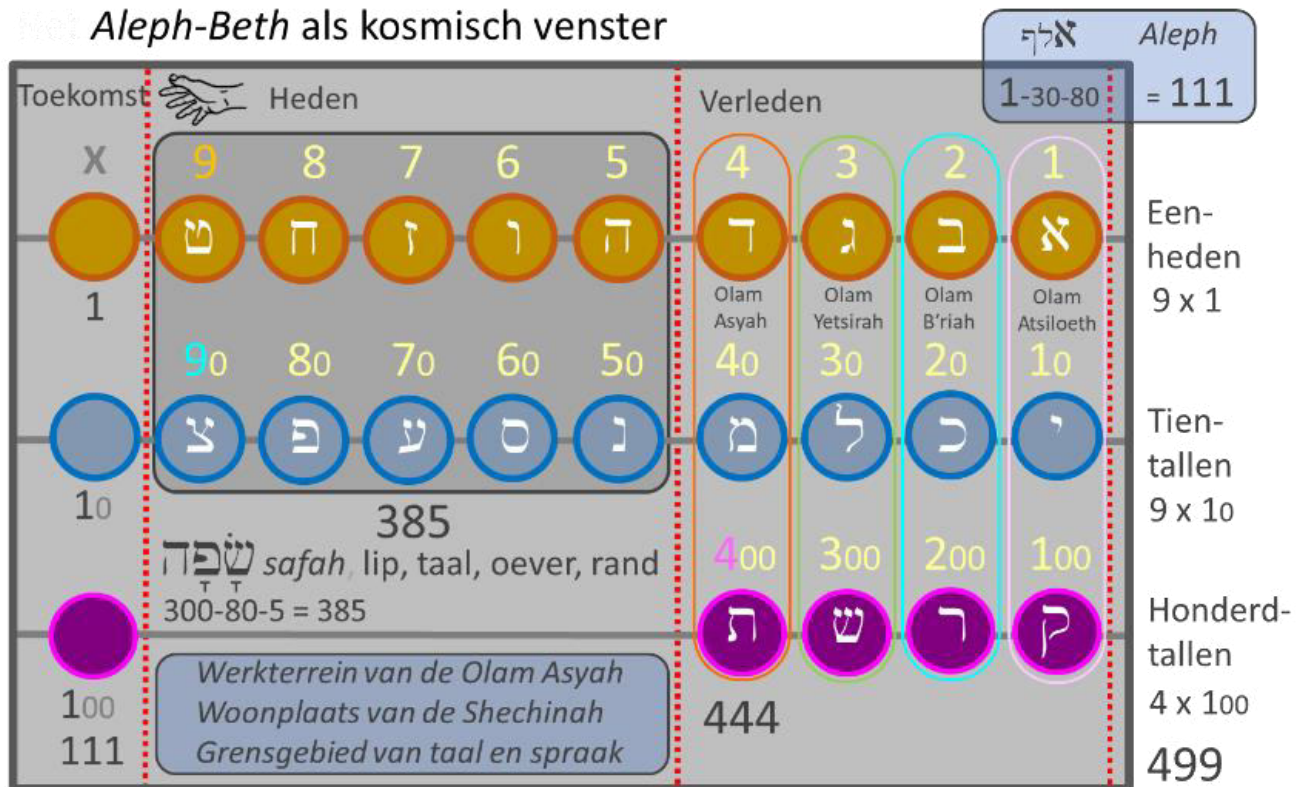 Aleph-Beth als kosmisch venster
אלף Aleph
1-30-80 = 111
Toekomst Heden Verleden
X 9 8 7 6 5 4 3 2 1
ט ח ז ו ה ד ג ב א
1
Olam Asyah
Olam Yetsirah
Olam B'riah
Olam Atsiloeth
Een-
heden
9 x 1
90 80 70 60 50 40 30 20 10
צ פ ע ס נ מ ל כ י
10
Tien-
tallen
9 x 10
385
שָׂפָה safah, lip, taal, oever, rand
300-80-5 = 385
400 300 200 100
ת ש ר ק
Honderd-
tallen
4 x 100
499
100
111
Werkterrein van de Olam Asyah
Woonplaats van de Shechinah
Grensgebied van taal en spraak
444